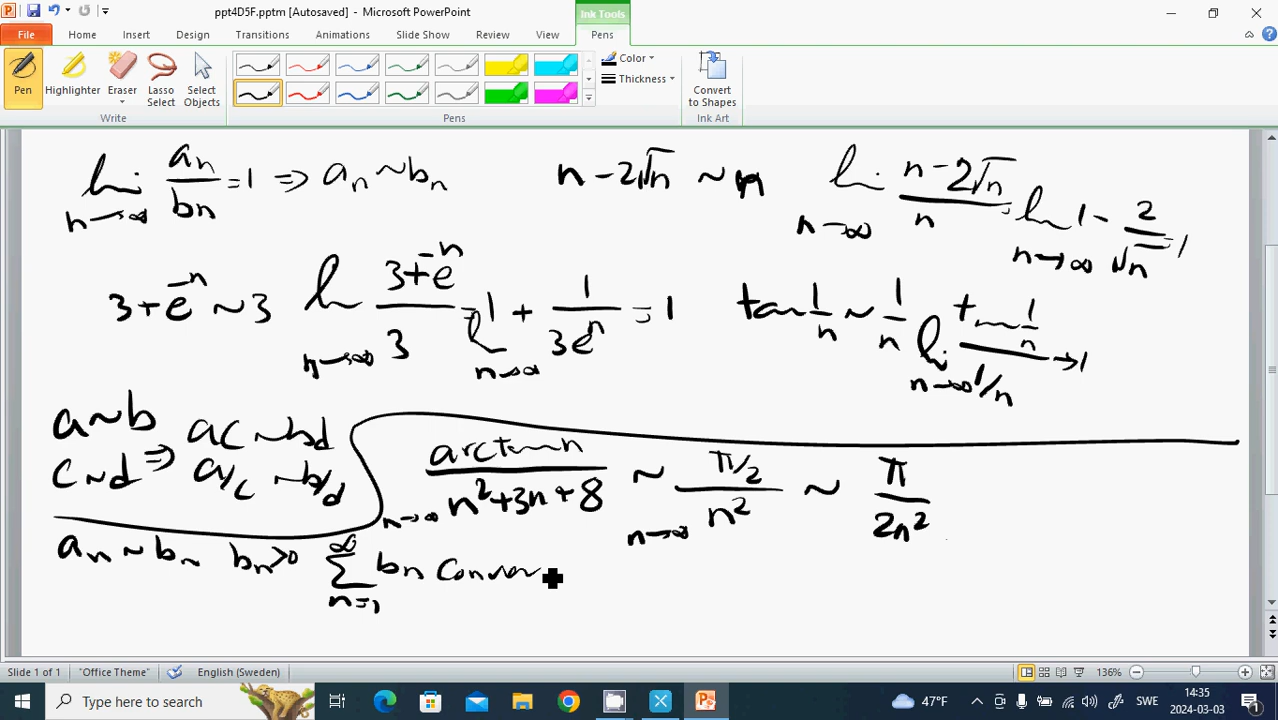 ppt4D5F.pptm [Autosaved] - Microsoft PowerPoint
Ink Tools
File Home Insert Design Transitions Animations Slide Show Review View Pens
Pen Highlighter Eraser Lasso Select Select Objects
Color
Thickness
Convert to Shapes
Write Pens Ink Art
lim n→∞ an/bn = 1 ⇒ an ~ bn
n - 2√n ~ n
lim n→∞ (n - 2√n)/n = lim n→∞ 1 - 2/√n = 1
3 + e^-n ~ 3
lim n→∞ (3 + e^-n)/3 = lim n→∞ 1 + 1/(3e^n) = 1
tan 1/n ~ 1/n
lim n→∞ (tan 1/n)/(1/n) → 1
a ~ b
c ~ d
⇒ ac ~ bd
a/c ~ b/d
arctan n/(n²+3n+8) n→∞ ~ (π/2)/n² n→∞ ~ π/(2n²)
an ~ bn bn > 0 ∞ Σ n=1 bn
Slide 1 of 1 "Office Theme" English (Sweden) 136%
Type here to search
47°F
SWE
14:35
2024-03-03